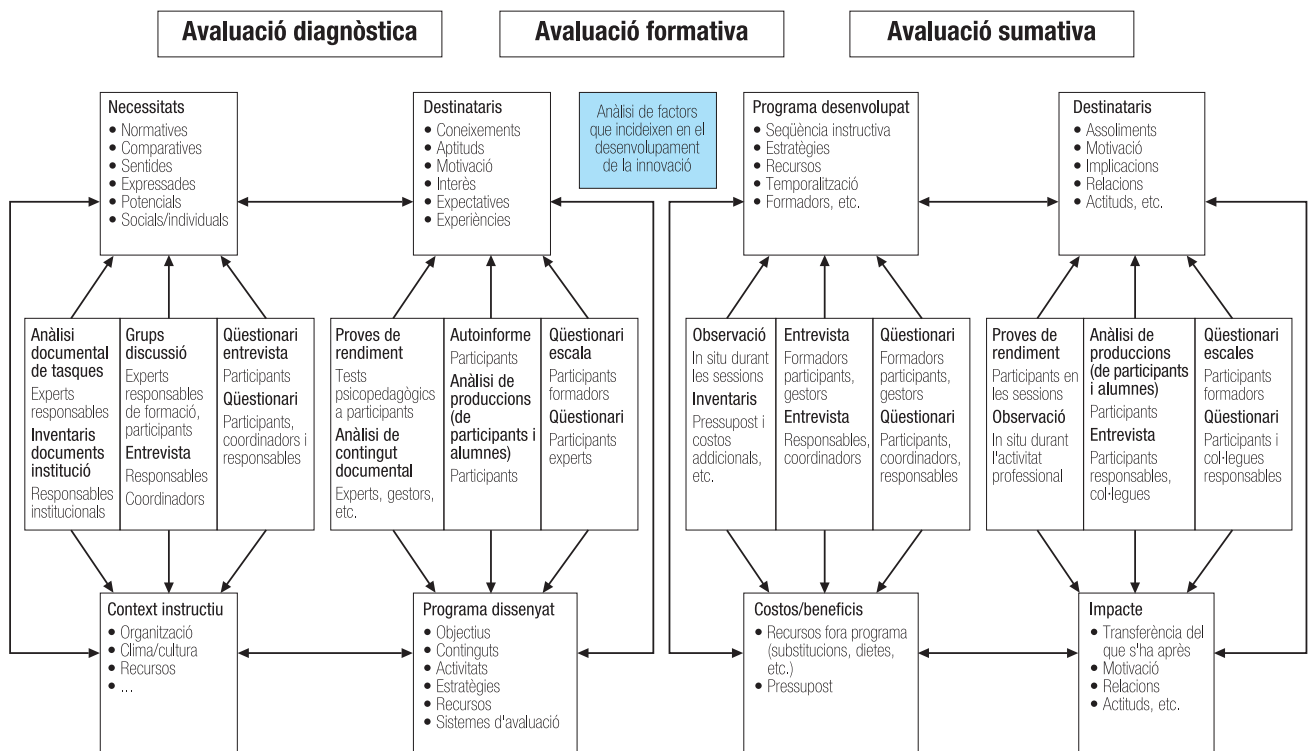 Avaluació diagnòstica
Avaluació formativa
Avaluació sumativa
Necessitats
• Normatives
• Comparatives
• Sentides
• Expressades
• Potencials
• Socials/individuals
Destinataris
• Coneixements
• Aptituds
• Motivació
• Interès
• Expectatives
• Experiències
Anàlisi de factors
que incideixen en el
desenvolupament
de la innovació
Programa desenvolupat
• Seqüència instructiva
• Estratègies
• Recursos
• Temporalització
• Formadors, etc.
Destinataris
• Assoliments
• Motivació
• Implicacions
• Relacions
• Actituds, etc.
Anàlisi
documental
de tasques
Experts
responsables
Inventaris
documents
institució
Responsables
institucionals
Grups
discussió
Experts
responsables
de formació,
participants
Entrevista
Responsables
Coordinadors
Qüestionari
entrevista
Participants
Qüestionari
Participants,
coordinadors i
responsables
Proves de
rendiment
Tests
psicopedagògics
a participants
Anàlisi de
contingut
documental
Experts, gestors,
etc.
Autoinforme
Participants
Anàlisi de
produccions
(de
participants i
alumnes)
Participants
Qüestionari
escala
Participants
formadors
Qüestionari
Participants
experts
Observació
In situ durant
les sessions
Inventaris
Pressupost i
costos
addicionals,
etc.
Entrevista
Formadors
participants,
gestors
Entrevista
Responsables,
coordinadors
Qüestionari
Formadors
participants,
gestors
Qüestionari
Participants,
coordinadors,
responsables
Proves de
rendiment
Participants en
les sessions
Observació
In situ durant
l'activitat
professional
Anàlisi de
produccions
(de participants
i alumnes)
Participants
Entrevista
Participants
responsables,
col·legues
Qüestionari
escales
Participants
formadors
Qüestionari
Participants i
col·legues
responsables
Context instructiu
• Organització
• Clima/cultura
• Recursos
• ...
Programa dissenyat
• Objectius
• Continguts
• Activitats
• Estratègies
• Recursos
• Sistemes d'avaluació
Costos/beneficis
• Recursos fora programa
(substitucions, dietes,
etc.)
• Pressupost
Impacte
• Transferència del
que s'ha après
• Motivació
• Relacions
• Actituds, etc.